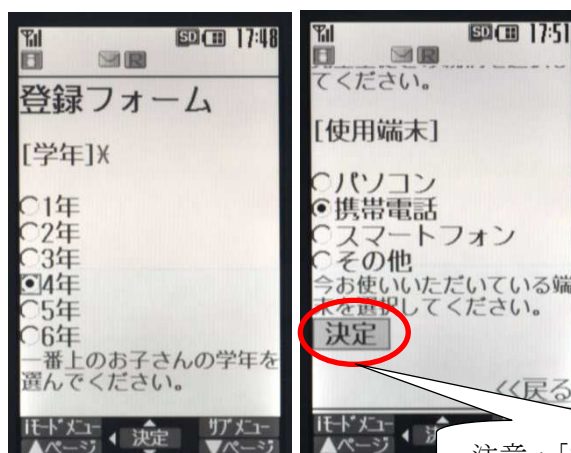 SD 17:48
登録フォーム
[学年]※
1年
2年
3年
4年
5年
6年
一番上のお子さんの学年を
選んでください。
iモードメニュー 決定 サブメニュー
▲ページ ▼ページ
SD 17:51
てください。
[使用端末]
パソコン
携帯電話
スマートフォン
その他
今お使いいただいている端
末を選択してください。
決定
<<戻る
iモードメニュー
▲ページ
注意:「